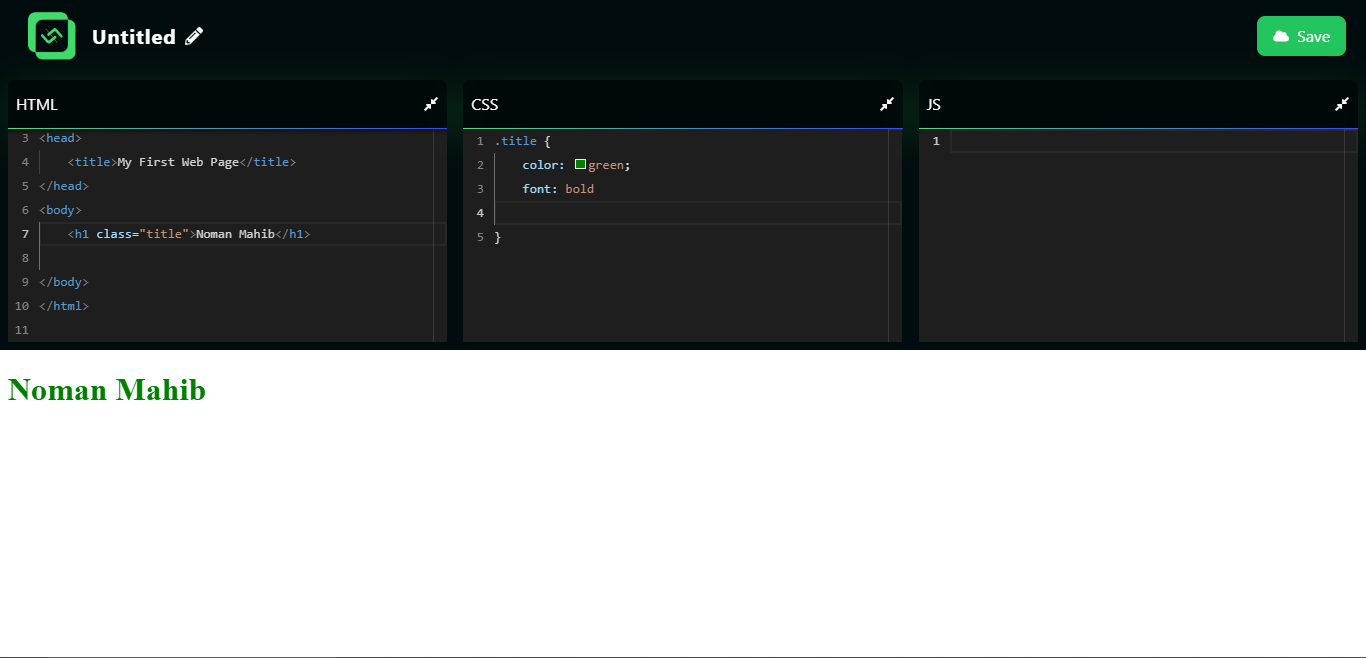 Untitled
Save
HTML
3 <head>
4 <title>My First Web Page</title>
5 </head>
6 <body>
7 <h1 class="title">Noman Mahib</h1>
8
9 </body>
10 </html>
11
CSS
1 .title {
2 color: green;
3 font: bold
4
5 }
JS
1
Noman Mahib